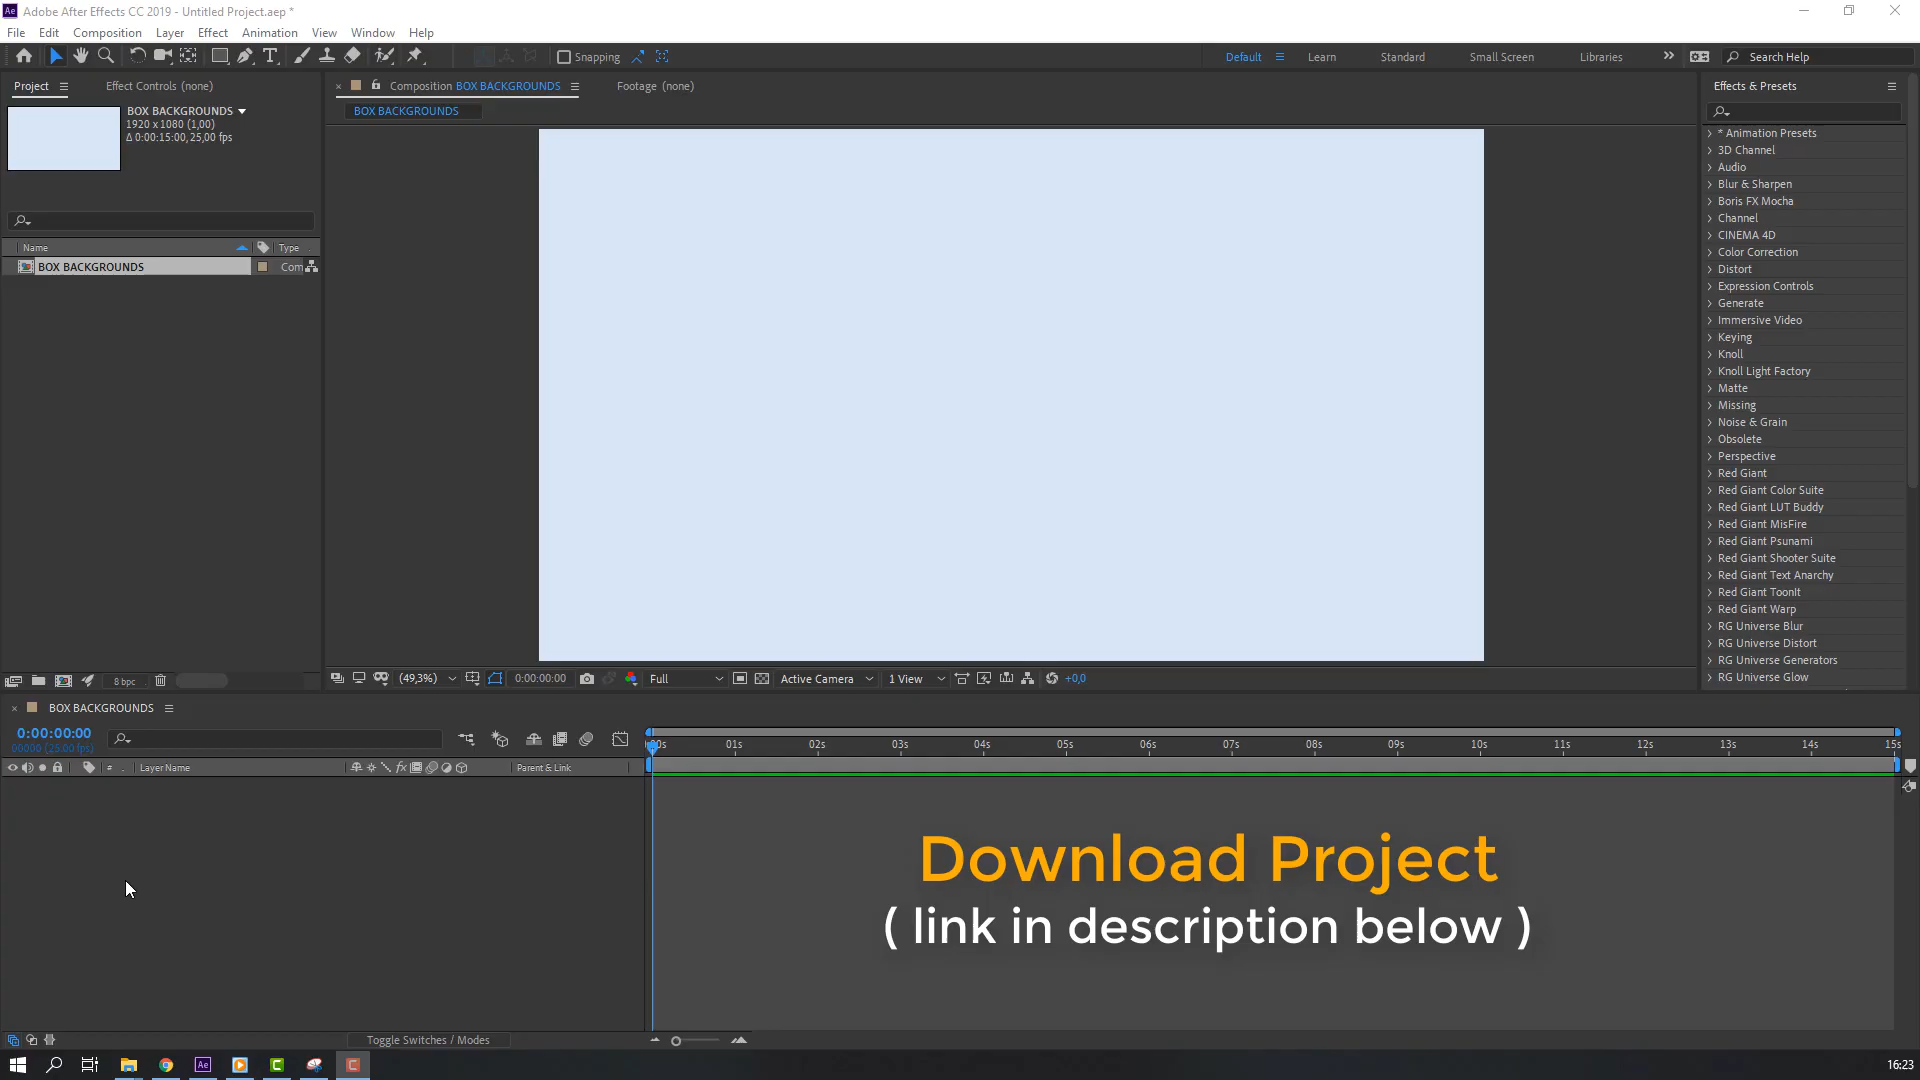 Adobe After Effects CC 2019 - Untitled Project.aep *
File Edit Composition Layer Effect Animation View Window Help
Snapping Default Learn Standard Small Screen Libraries Search Help
Project Effect Controls (none) Composition BOX BACKGROUNDS Footage (none) Effects & Presets
BOX BACKGROUNDS
1920 x 1080 (1,00)
Δ 0:00:15:00, 25,00 fps
BOX BACKGROUNDS
Name Type
BOX BACKGROUNDS Com
* Animation Presets
3D Channel
Audio
Blur & Sharpen
Boris FX Mocha
Channel
CINEMA 4D
Color Correction
Distort
Expression Controls
Generate
Immersive Video
Keying
Knoll
Knoll Light Factory
Matte
Missing
Noise & Grain
Obsolete
Perspective
Red Giant
Red Giant Color Suite
Red Giant LUT Buddy
Red Giant MisFire
Red Giant Psunami
Red Giant Shooter Suite
Red Giant Text Anarchy
Red Giant ToonIt
Red Giant Warp
RG Universe Blur
RG Universe Distort
RG Universe Generators
RG Universe Glow
8 bpc (49,3%) 0:00:00:00 Full Active Camera 1 View +0,0
BOX BACKGROUNDS
0:00:00:00
00000 (25.00 fps)
00s 01s 02s 03s 04s 05s 06s 07s 08s 09s 10s 11s 12s 13s 14s 15s
# Layer Name fx Parent & Link
Download Project
( link in description below )
Toggle Switches / Modes
Ae C C 16:23